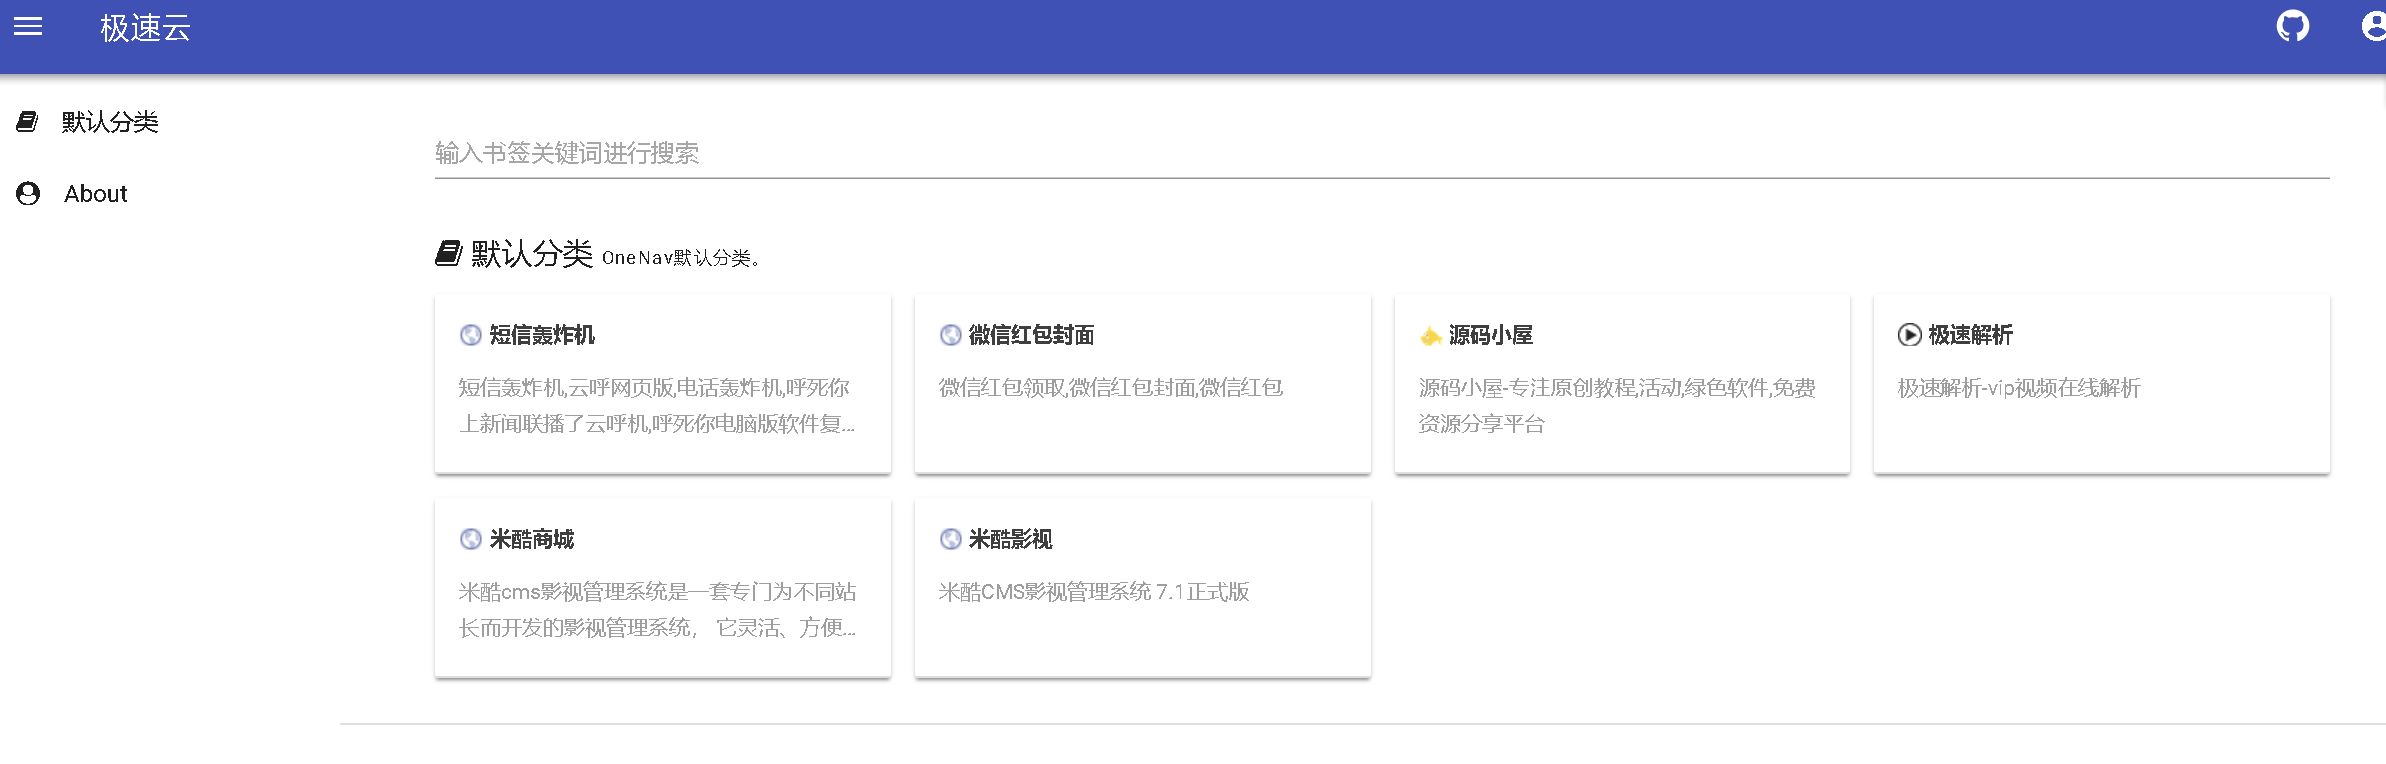 极速云
默认分类
About
输入书签关键词进行搜索
默认分类 OneNav默认分类。
短信轰炸机
短信轰炸机,云呼网页版,电话轰炸机,呼死你
上新闻联播了云呼机,呼死你电脑版软件复...
微信红包封面
微信红包领取,微信红包封面,微信红包
源码小屋
源码小屋-专注原创教程,活动,绿色软件,免费
资源分享平台
极速解析
极速解析-vip视频在线解析
米酷商城
米酷cms影视管理系统是一套专门为不同站
长而开发的影视管理系统， 它灵活、方便...
米酷影视
米酷CMS影视管理系统 7.1正式版